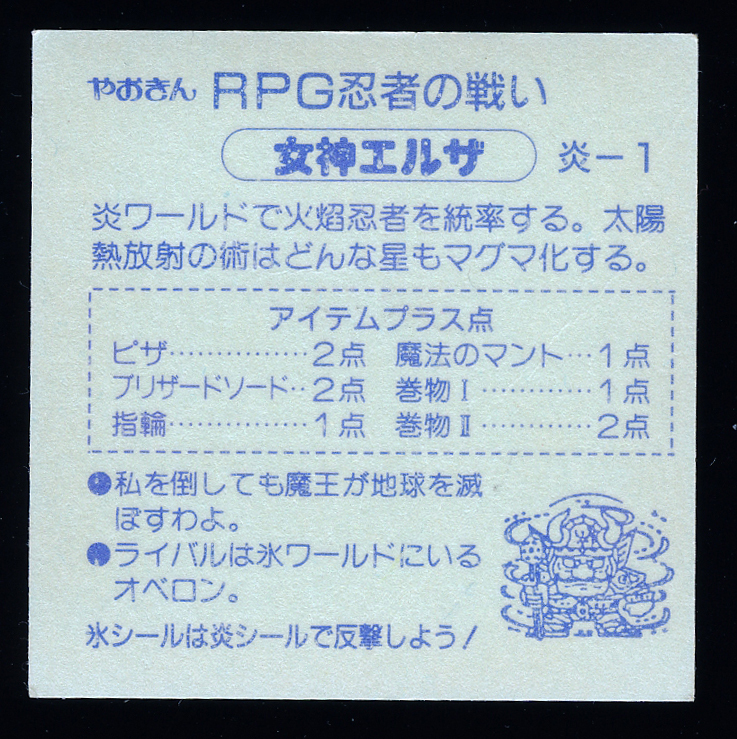 やおきん RPG忍者の戦い
女神エルザ 炎－1
炎ワールドで火焰忍者を統率する。太陽
熱放射の術はどんな星もマグマ化する。
アイテムプラス点
ピザ……………2点 魔法のマント…1点
ブリザードソード‥2点 巻物Ⅰ…………1点
指輪……………1点 巻物Ⅱ…………2点
●私を倒しても魔王が地球を滅
ぼすわよ。
●ライバルは氷ワールドにいる
オベロン。
氷シールは炎シールで反撃しよう！